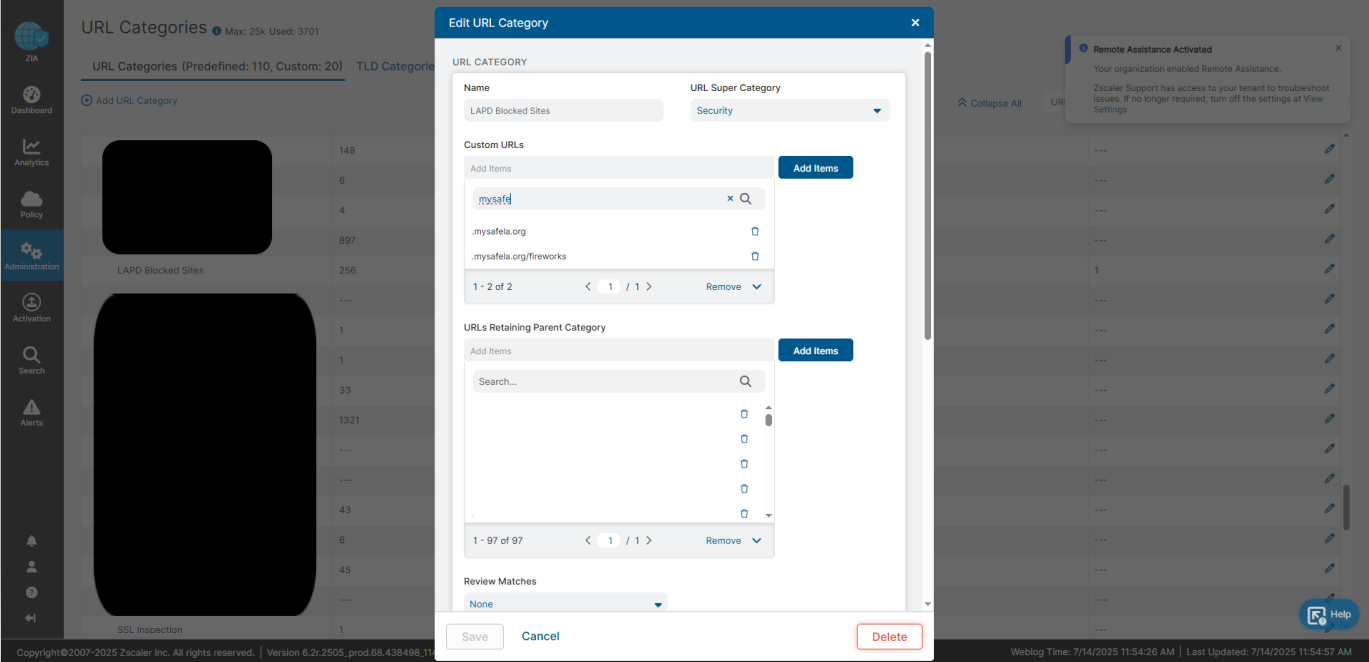 URL Categories Max: 25k Used: 3701
URL Categories (Predefined: 110, Custom: 20) TLD Categorie
Add URL Category
Collapse All
URI
ZIA
Dashboard
Analytics
Policy
Administration
Activation
Search
Alerts
148 ---
6 ---
4 ---
897 ---
LAPD Blocked Sites 256 1
--- ---
1 ---
1 ---
33 ---
1321 ---
--- ---
--- ---
43 ---
6 ---
45 ---
--- ---
SSL Inspection 1 ---
Remote Assistance Activated
Your organization enabled Remote Assistance.
Zscaler Support has access to your tenant to troubleshoot
issues. If no longer required, turn off the settings at View
Settings
Edit URL Category
URL CATEGORY
Name URL Super Category
LAPD Blocked Sites Security
Custom URLs
Add Items Add Items
mysafe
.mysafela.org
.mysafela.org/fireworks
1 - 2 of 2 1 / 1 Remove
URLs Retaining Parent Category
Add Items Add Items
Search...
1 - 97 of 97 1 / 1 Remove
Review Matches
None
Save Cancel Delete
Help
Copyright©2007-2025 Zscaler Inc. All rights reserved. | Version 6.2r.2505_prod.68.438498_114
Weblog Time: 7/14/2025 11:54:26 AM | Last Updated: 7/14/2025 11:54:57 AM